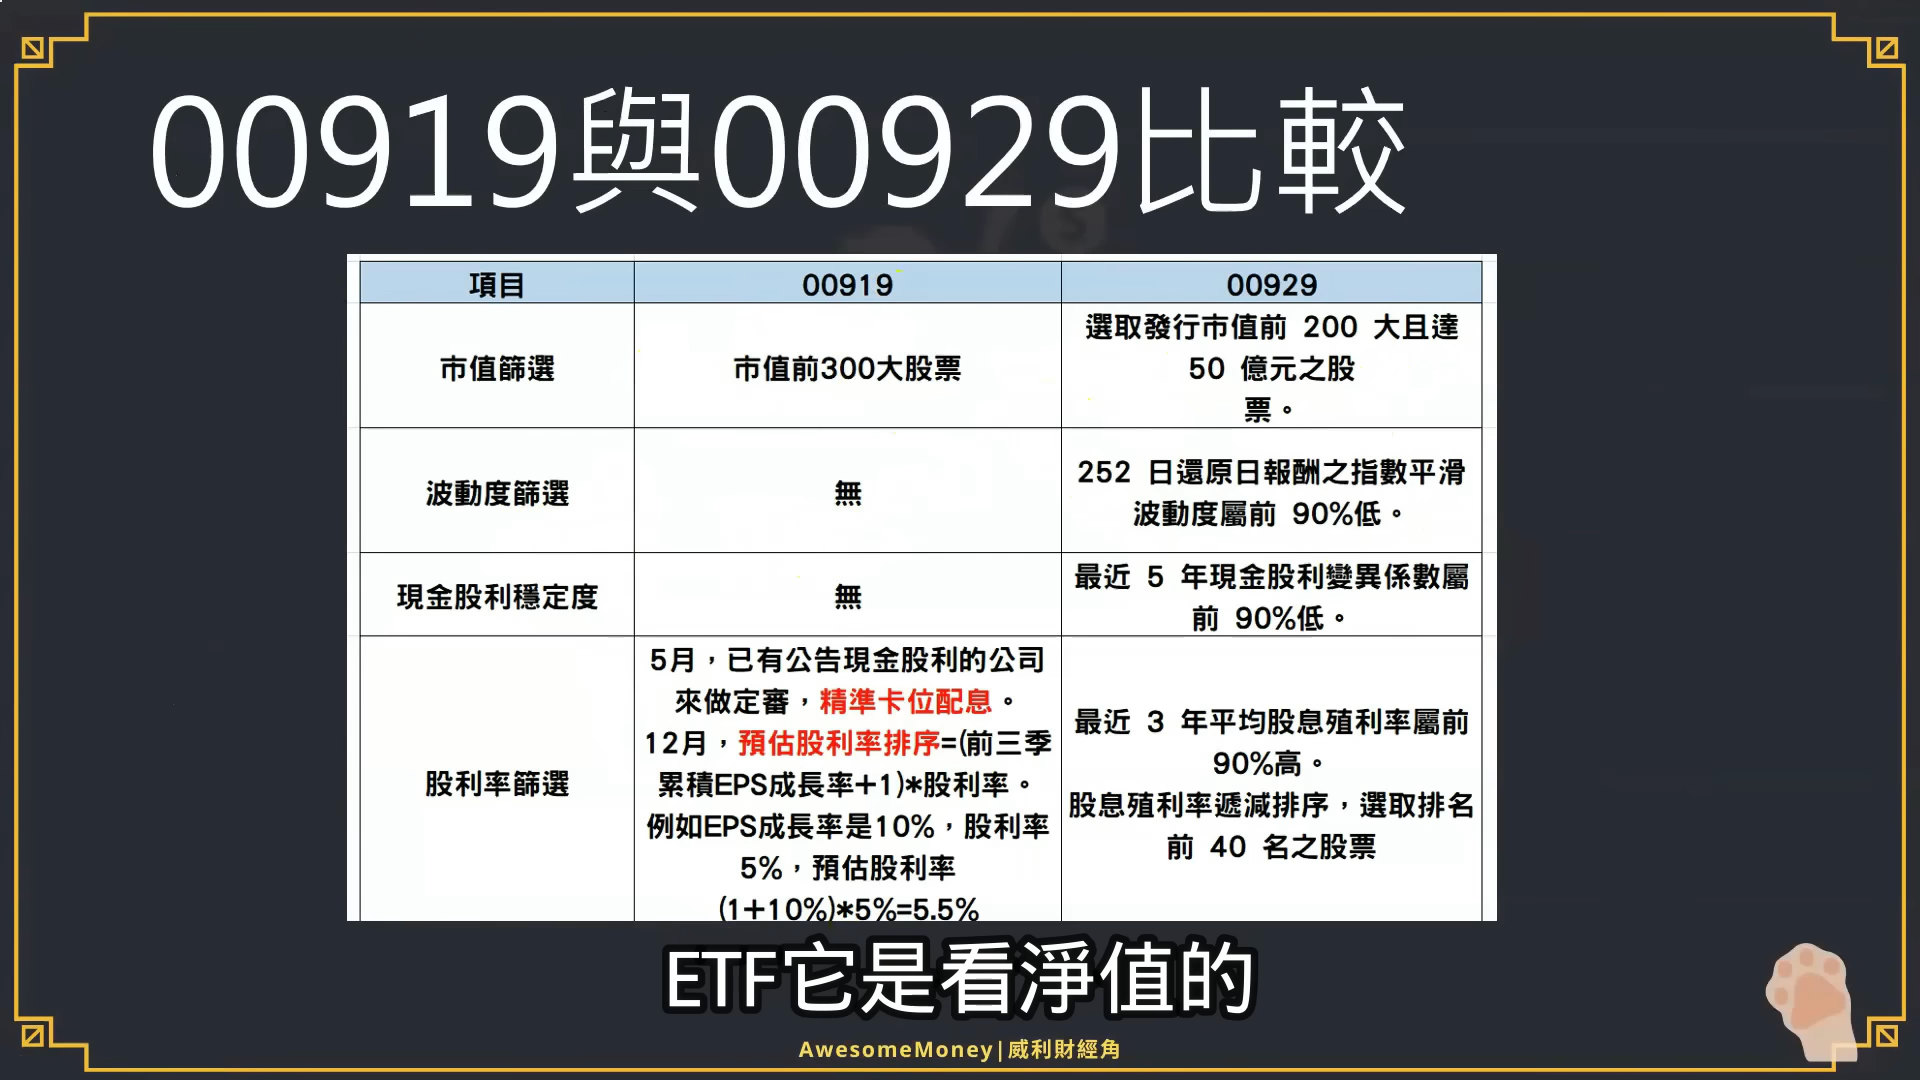 00919與00929比較
項目 00919 00929
市值篩選 市值前300大股票 選取發行市值前 200 大且達
50 億元之股
票。
波動度篩選 無 252 日還原日報酬之指數平滑
波動度屬前 90%低。
現金股利穩定度 無 最近 5 年現金股利變異係數屬
前 90%低。
股利率篩選
5月，已有公告現金股利的公司
來做定審，精準卡位配息。
12月，預估股利率排序=(前三季
累積EPS成長率+1)*股利率。
例如EPS成長率是10%，股利率
5%，預估股利率
(1+10%)*5%=5.5%
最近 3 年平均股息殖利率屬前
90%高。
股息殖利率遞減排序，選取排名
前 40 名之股票
ETF它是看淨值的
AwesomeMoney|威利財經角